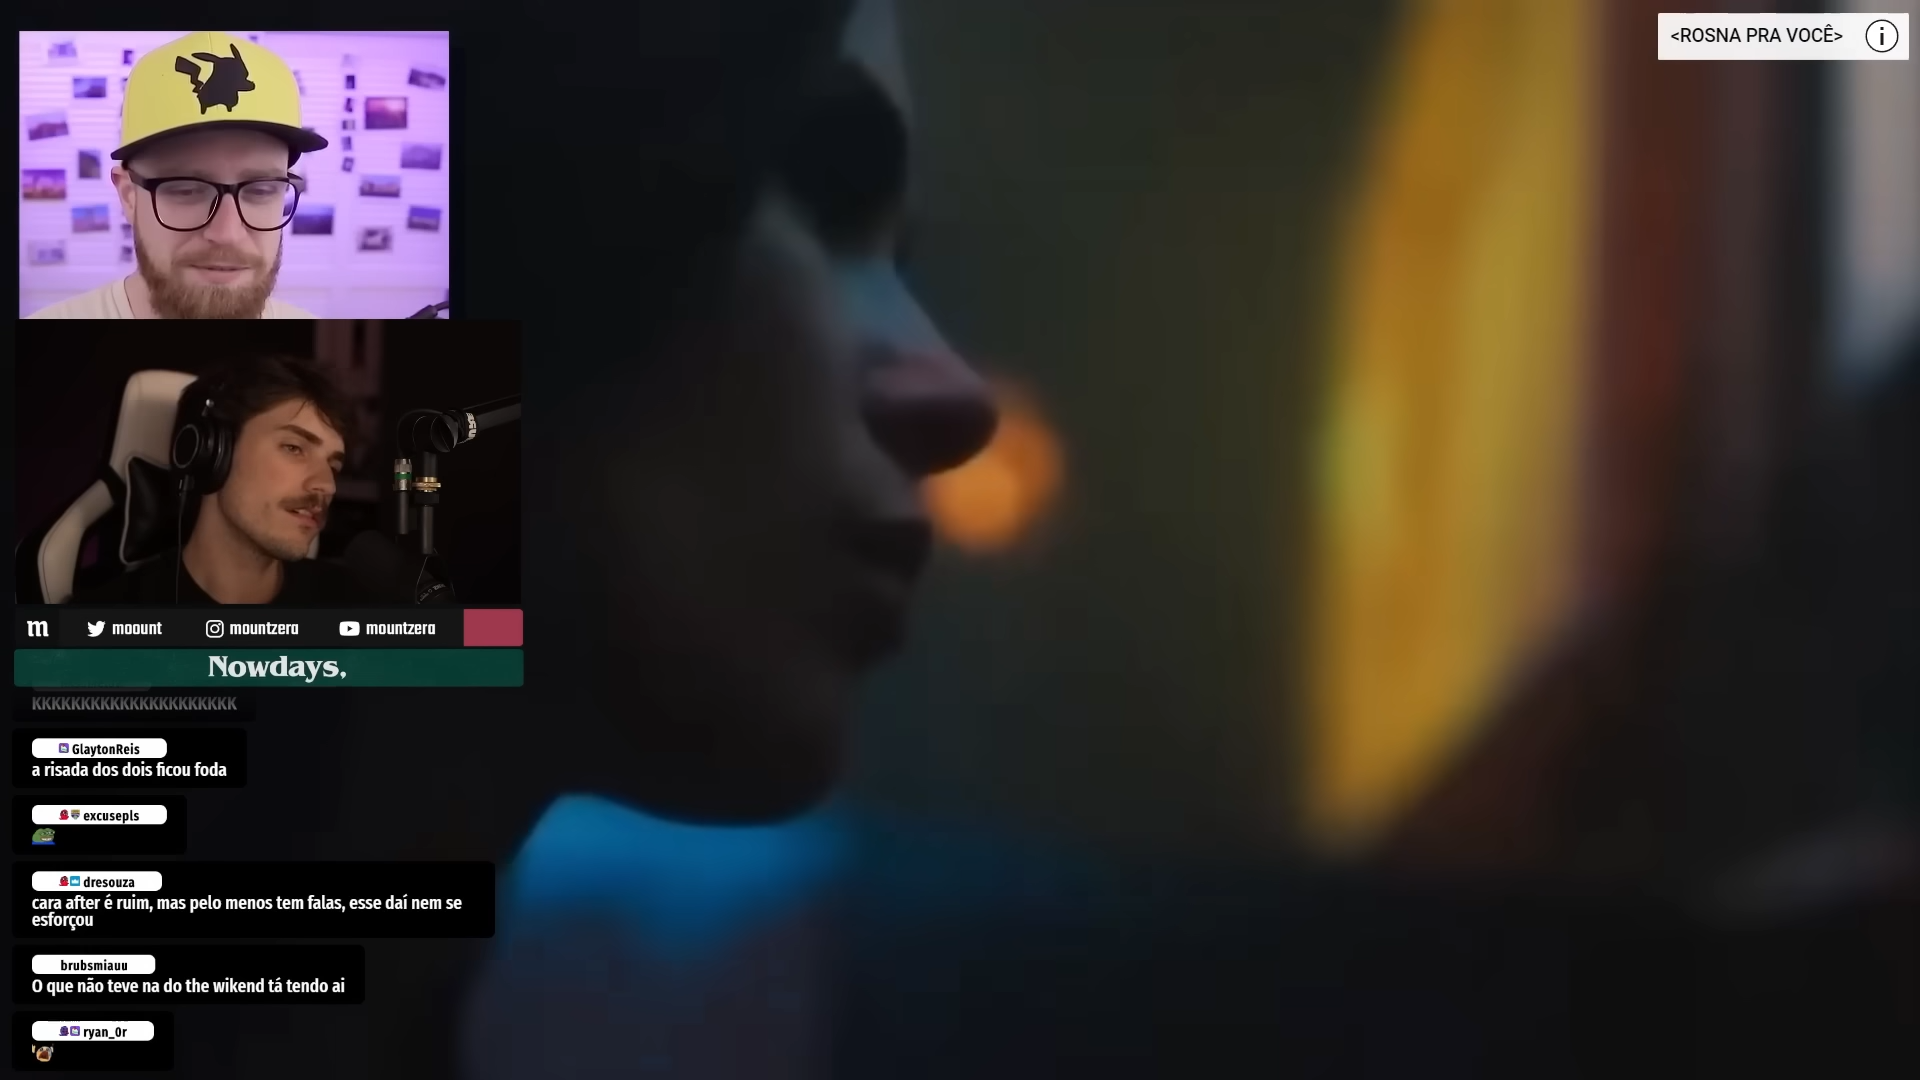 <ROSNA PRA VOCÊ>
m moount mountzera mountzera
Nowdays,
KKKKKKKKKKKKKKKKKKKKK
GlaytonReis
a risada dos dois ficou foda
excusepls
dresouza
cara after é ruim, mas pelo menos tem falas, esse daí nem se
esforçou
brubsmiauu
O que não teve na do the wikend tá tendo ai
ryan_0r